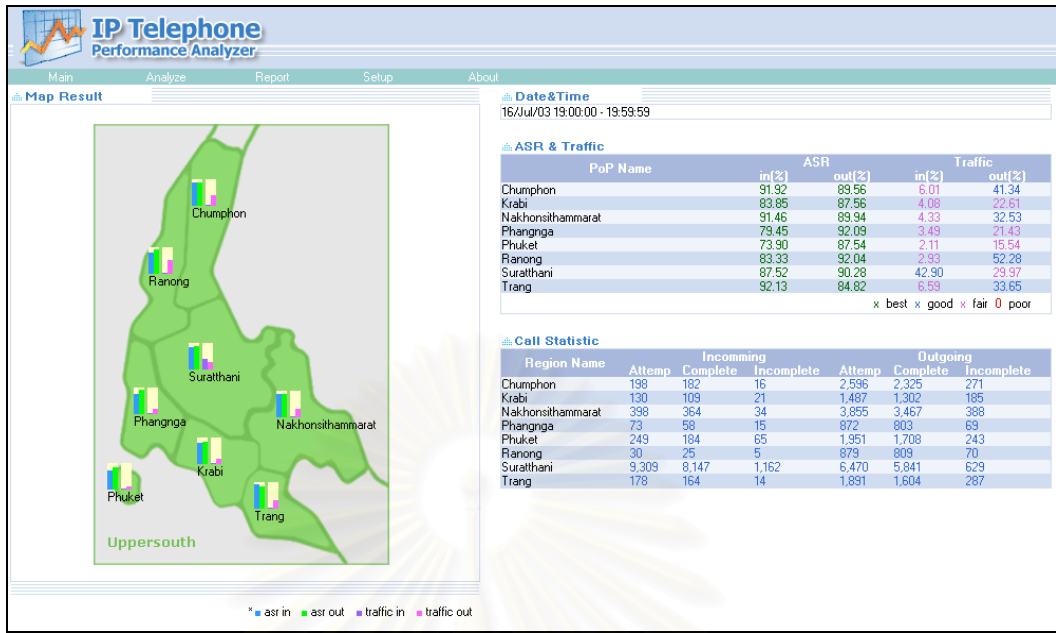 IP Telephone
Performance Analyzer
Main Analyze Report Setup About
Map Result
Chumphon
Ranong
Suratthani
Phangnga
Nakhonsithammarat
Krabi
Phuket
Trang
Uppersouth
* asr in asr out traffic in traffic out
Date&Time
16/Jul/03 19:00:00 - 19:59:59
ASR & Traffic
PoP Name ASR Traffic
in(%) out(%) in(%) out(%)
Chumphon 91.92 89.56 6.01 41.34
Krabi 83.85 87.56 4.08 22.61
Nakhonsithammarat 91.46 89.94 4.33 32.53
Phangnga 79.45 92.09 3.49 21.43
Phuket 73.90 87.54 2.11 15.54
Ranong 83.33 92.04 2.93 52.28
Suratthani 87.52 90.28 42.90 29.97
Trang 92.13 84.82 6.59 33.65
x best x good x fair 0 poor
Call Statistic
Region Name Incomming Outgoing
Attemp Complete Incomplete Attemp Complete Incomplete
Chumphon 198 182 16 2,596 2,325 271
Krabi 130 109 21 1,487 1,302 185
Nakhonsithammarat 398 364 34 3,855 3,467 388
Phangnga 73 58 15 872 803 69
Phuket 249 184 65 1,951 1,708 243
Ranong 30 25 5 879 809 70
Suratthani 9,309 8,147 1,162 6,470 5,841 629
Trang 178 164 14 1,891 1,604 287